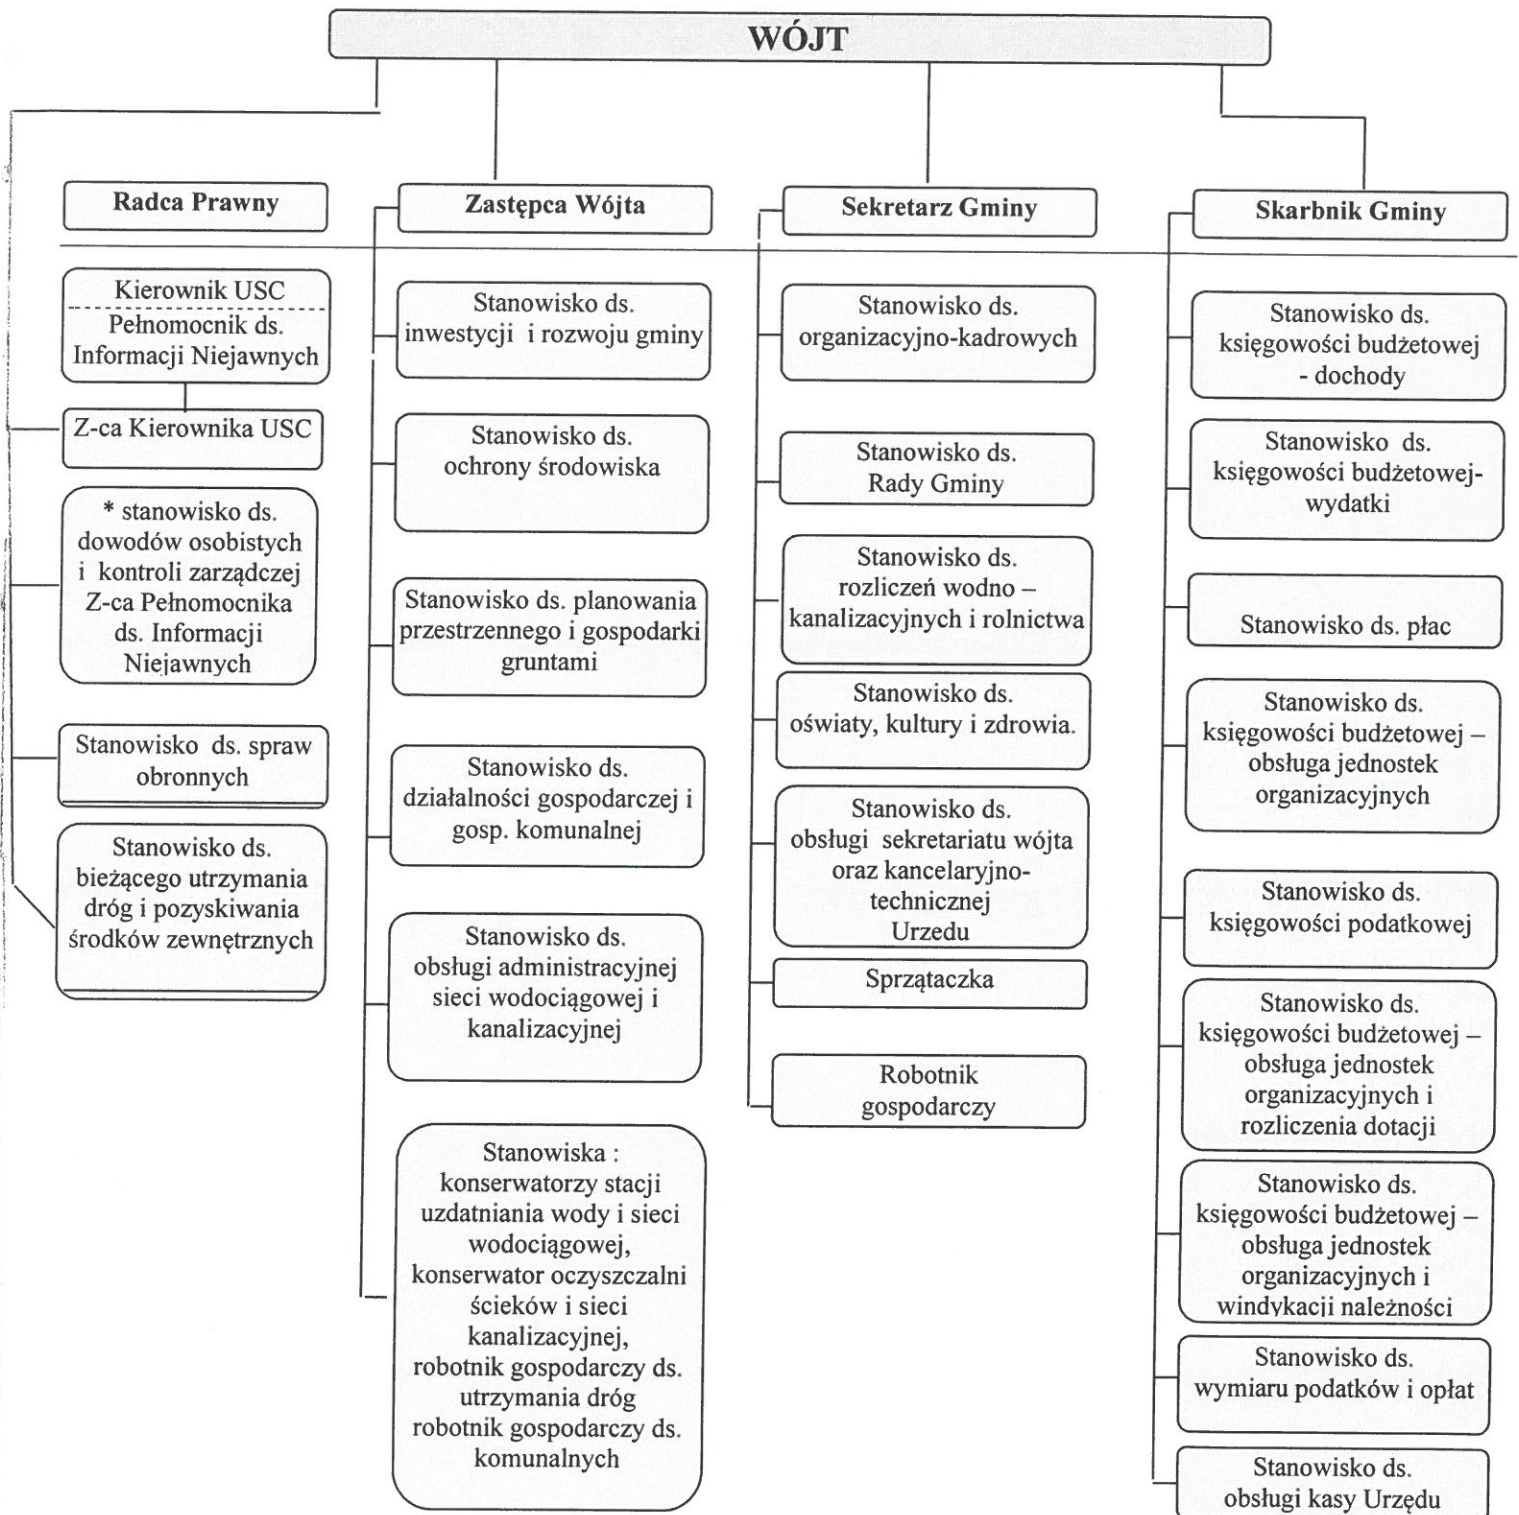 WÓJT
Radca Prawny
Kierownik USC
Pełnomocnik ds.
Informacji Niejawnych
Z-ca Kierownika USC
* stanowisko ds.
dowodów osobistych
i kontroli zarządczej
Z-ca Pełnomocnika
ds. Informacji
Niejawnych
Stanowisko ds. spraw
obronnych
Stanowisko ds.
bieżącego utrzymania
dróg i pozyskiwania
środków zewnętrznych
Zastępca Wójta
Stanowisko ds.
inwestycji i rozwoju gminy
Stanowisko ds.
ochrony środowiska
Stanowisko ds. planowania
przestrzennego i gospodarki
gruntami
Stanowisko ds.
działalności gospodarczej i
gosp. komunalnej
Stanowisko ds.
obsługi administracyjnej
sieci wodociągowej i
kanalizacyjnej
Stanowiska :
konserwatorzy stacji
uzdatniania wody i sieci
wodociągowej,
konserwator oczyszczalni
ścieków i sieci
kanalizacyjnej,
robotnik gospodarczy ds.
utrzymania dróg
robotnik gospodarczy ds.
komunalnych
Sekretarz Gminy
Stanowisko ds.
organizacyjno-kadrowych
Stanowisko ds.
Rady Gminy
Stanowisko ds.
rozliczeń wodno –
kanalizacyjnych i rolnictwa
Stanowisko ds.
oświaty, kultury i zdrowia.
Stanowisko ds.
obsługi sekretariatu wójta
oraz kancelaryjno-
technicznej
Urzedu
Sprzątaczka
Robotnik
gospodarczy
Skarbnik Gminy
Stanowisko ds.
księgowości budżetowej
- dochody
Stanowisko ds.
księgowości budżetowej-
wydatki
Stanowisko ds. płac
Stanowisko ds.
księgowości budżetowej –
obsługa jednostek
organizacyjnych
Stanowisko ds.
księgowości podatkowej
Stanowisko ds.
księgowości budżetowej –
obsługa jednostek
organizacyjnych i
rozliczenia dotacji
Stanowisko ds.
księgowości budżetowej –
obsługa jednostek
organizacyjnych i
windykacji należności
Stanowisko ds.
wymiaru podatków i opłat
Stanowisko ds.
obsługi kasy Urzędu